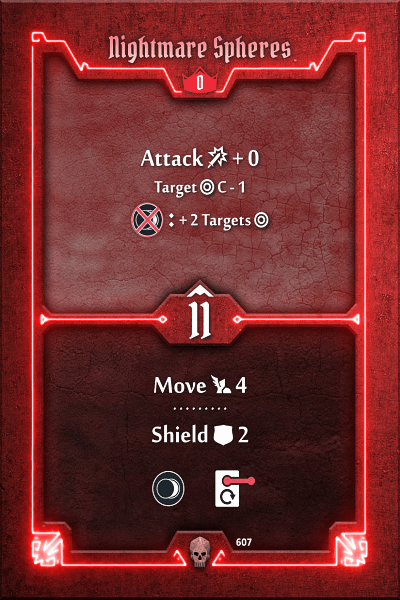 Nightmare Spheres
0
Attack + 0
Target C - 1
: + 2 Targets
11
Move 4
Shield 2
607